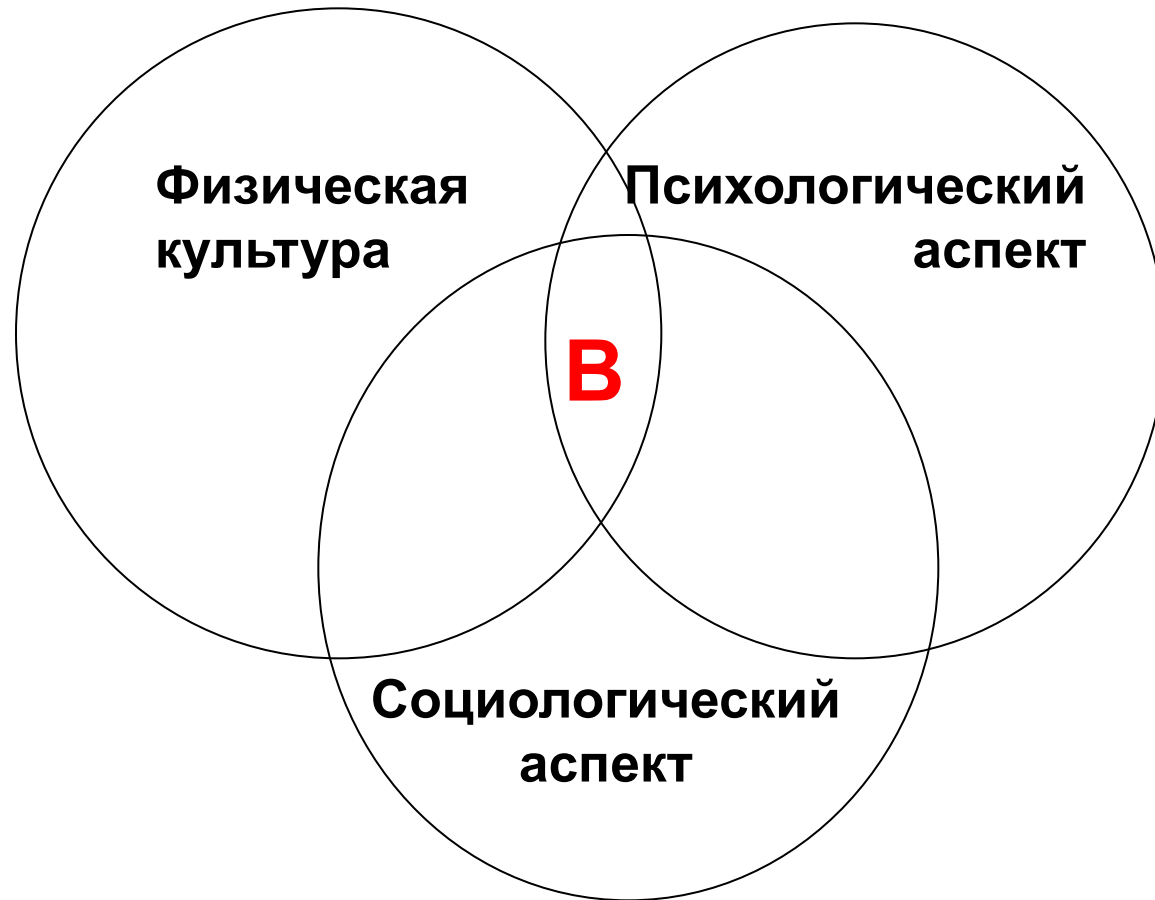 Физическая
культура
Психологический
аспект
В
Социологический
аспект